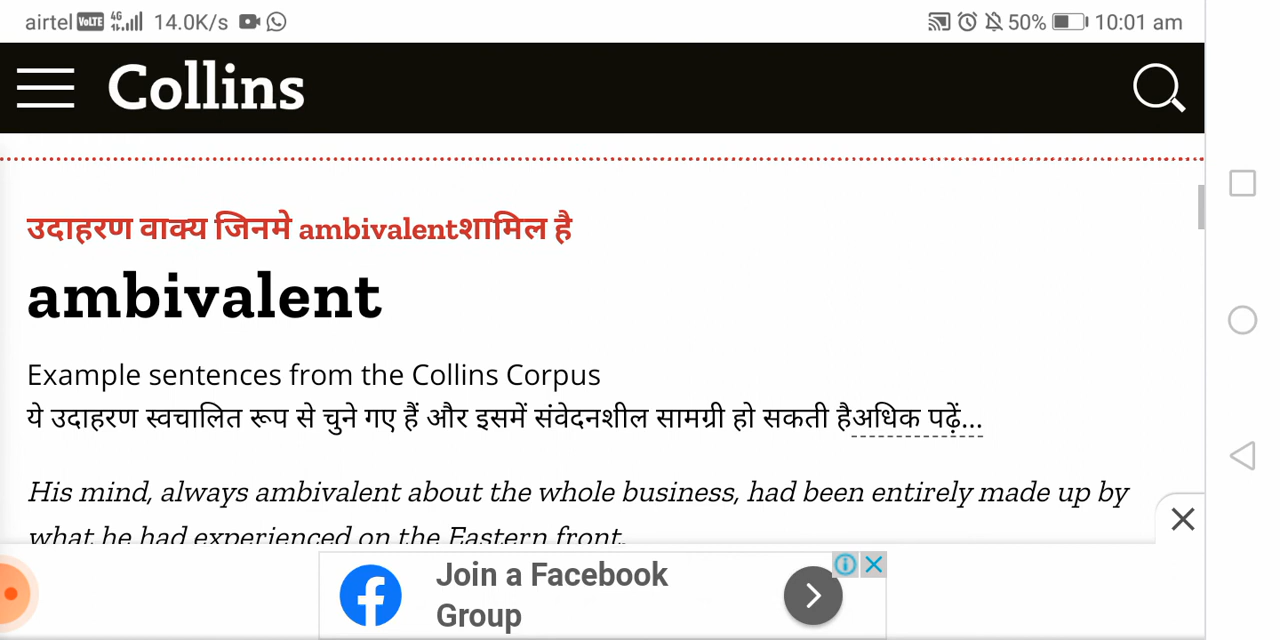 airtel VoLTE 4G 14.0K/s 50% 10:01 am
Collins
उदाहरण वाक्य जिनमे ambivalentशामिल है
ambivalent
Example sentences from the Collins Corpus
ये उदाहरण स्वचालित रूप से चुने गए हैं और इसमें संवेदनशील सामग्री हो सकती हैअधिक पढ़ें...
His mind, always ambivalent about the whole business, had been entirely made up by
what he had experienced on the Eastern front.
Join a Facebook
Group